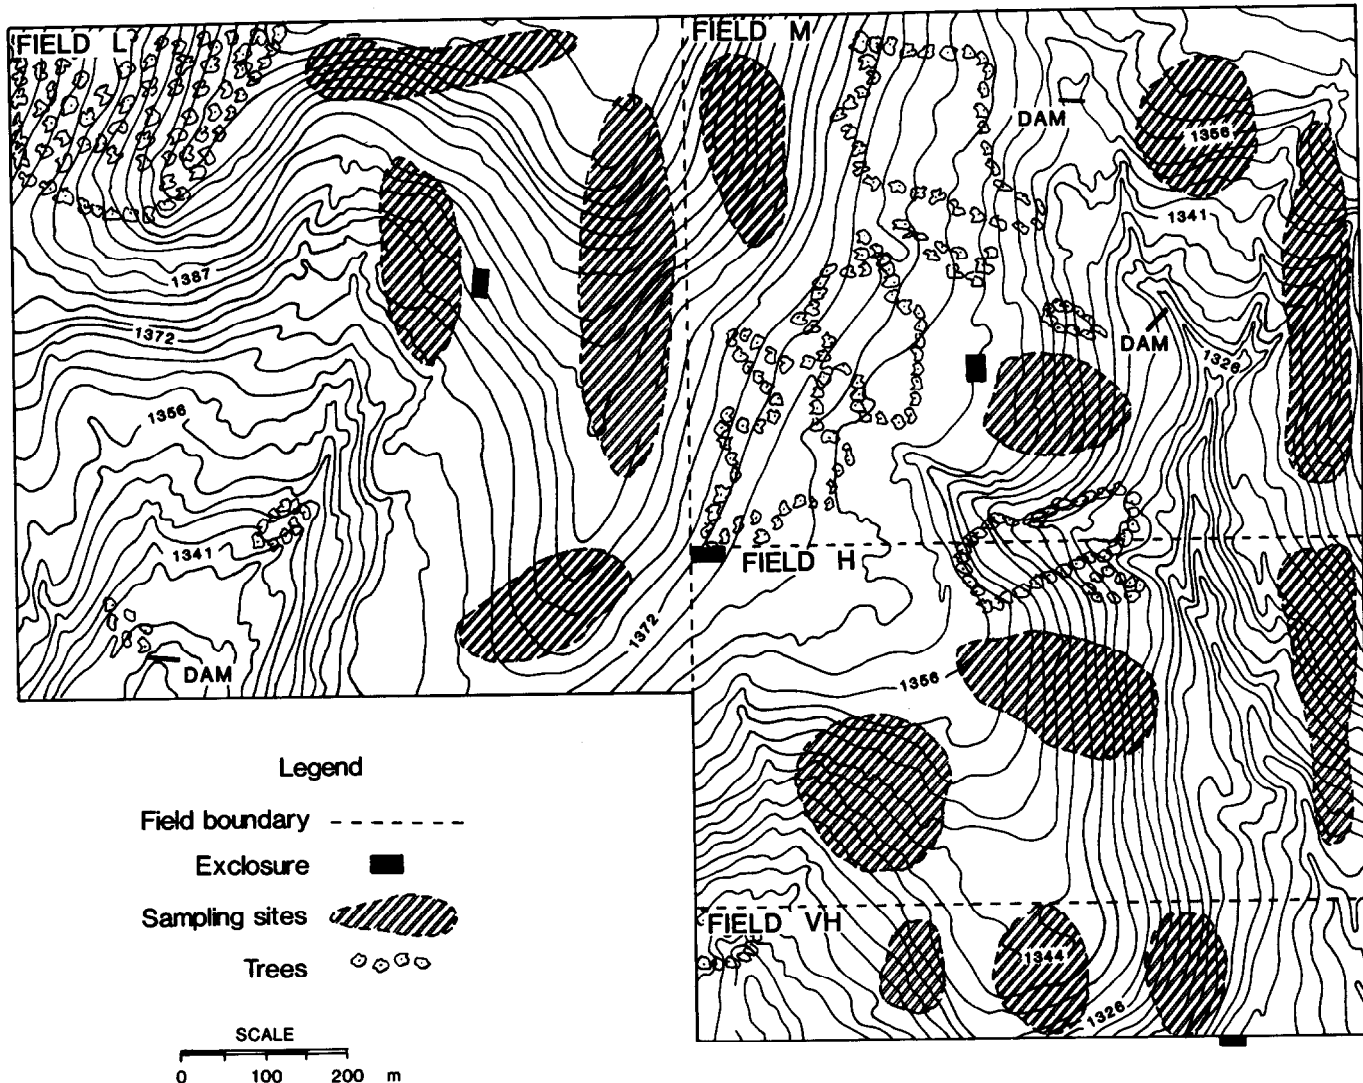 FIELD L
FIELD M
DAM
1356
1341
1387
1372
DAM
1326
1356
1341
FIELD H
1372
DAM
1356
Legend
Field boundary
Exclosure
Sampling sites
Trees
FIELD VH
1344
1326
SCALE
0 100 200 m